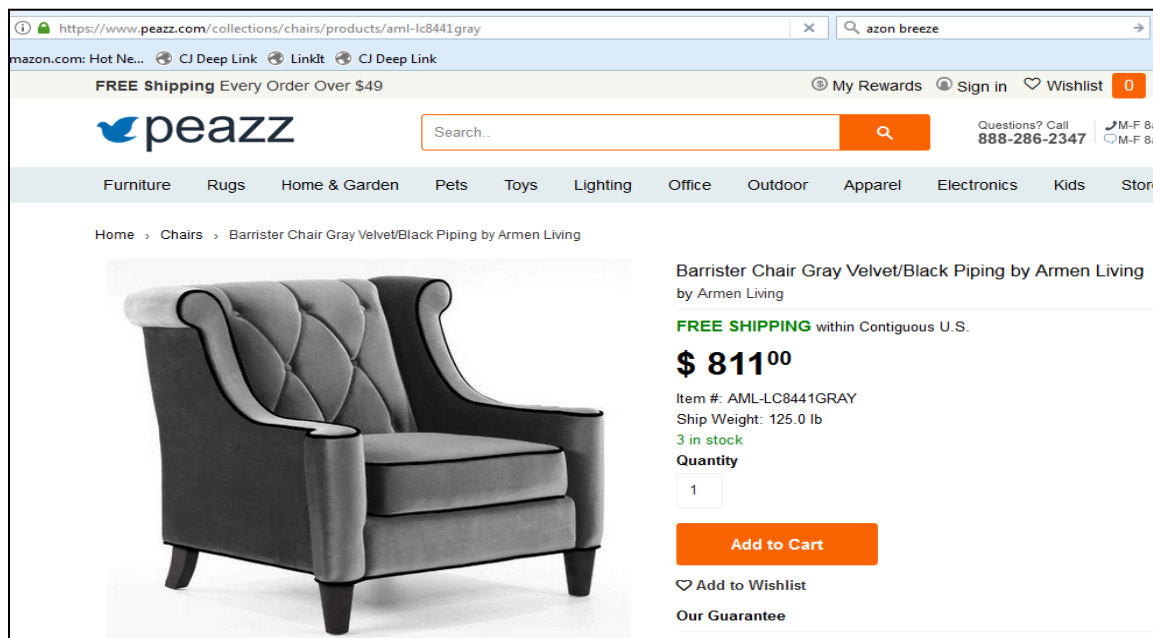 https://www.peazz.com/collections/chairs/products/aml-lc8441gray
azon breeze
mazon.com: Hot Ne... CJ Deep Link LinkIt CJ Deep Link
FREE Shipping Every Order Over $49
My Rewards Sign in Wishlist 0
peazz
Search..
Questions? Call
888-286-2347
M-F 8a
M-F 8a
Furniture Rugs Home & Garden Pets Toys Lighting Office Outdoor Apparel Electronics Kids Stor
Home › Chairs › Barrister Chair Gray Velvet/Black Piping by Armen Living
Barrister Chair Gray Velvet/Black Piping by Armen Living
by Armen Living
FREE SHIPPING within Contiguous U.S.
$ 81100
Item #: AML-LC8441GRAY
Ship Weight: 125.0 lb
3 in stock
Quantity
1
Add to Cart
Add to Wishlist
Our Guarantee